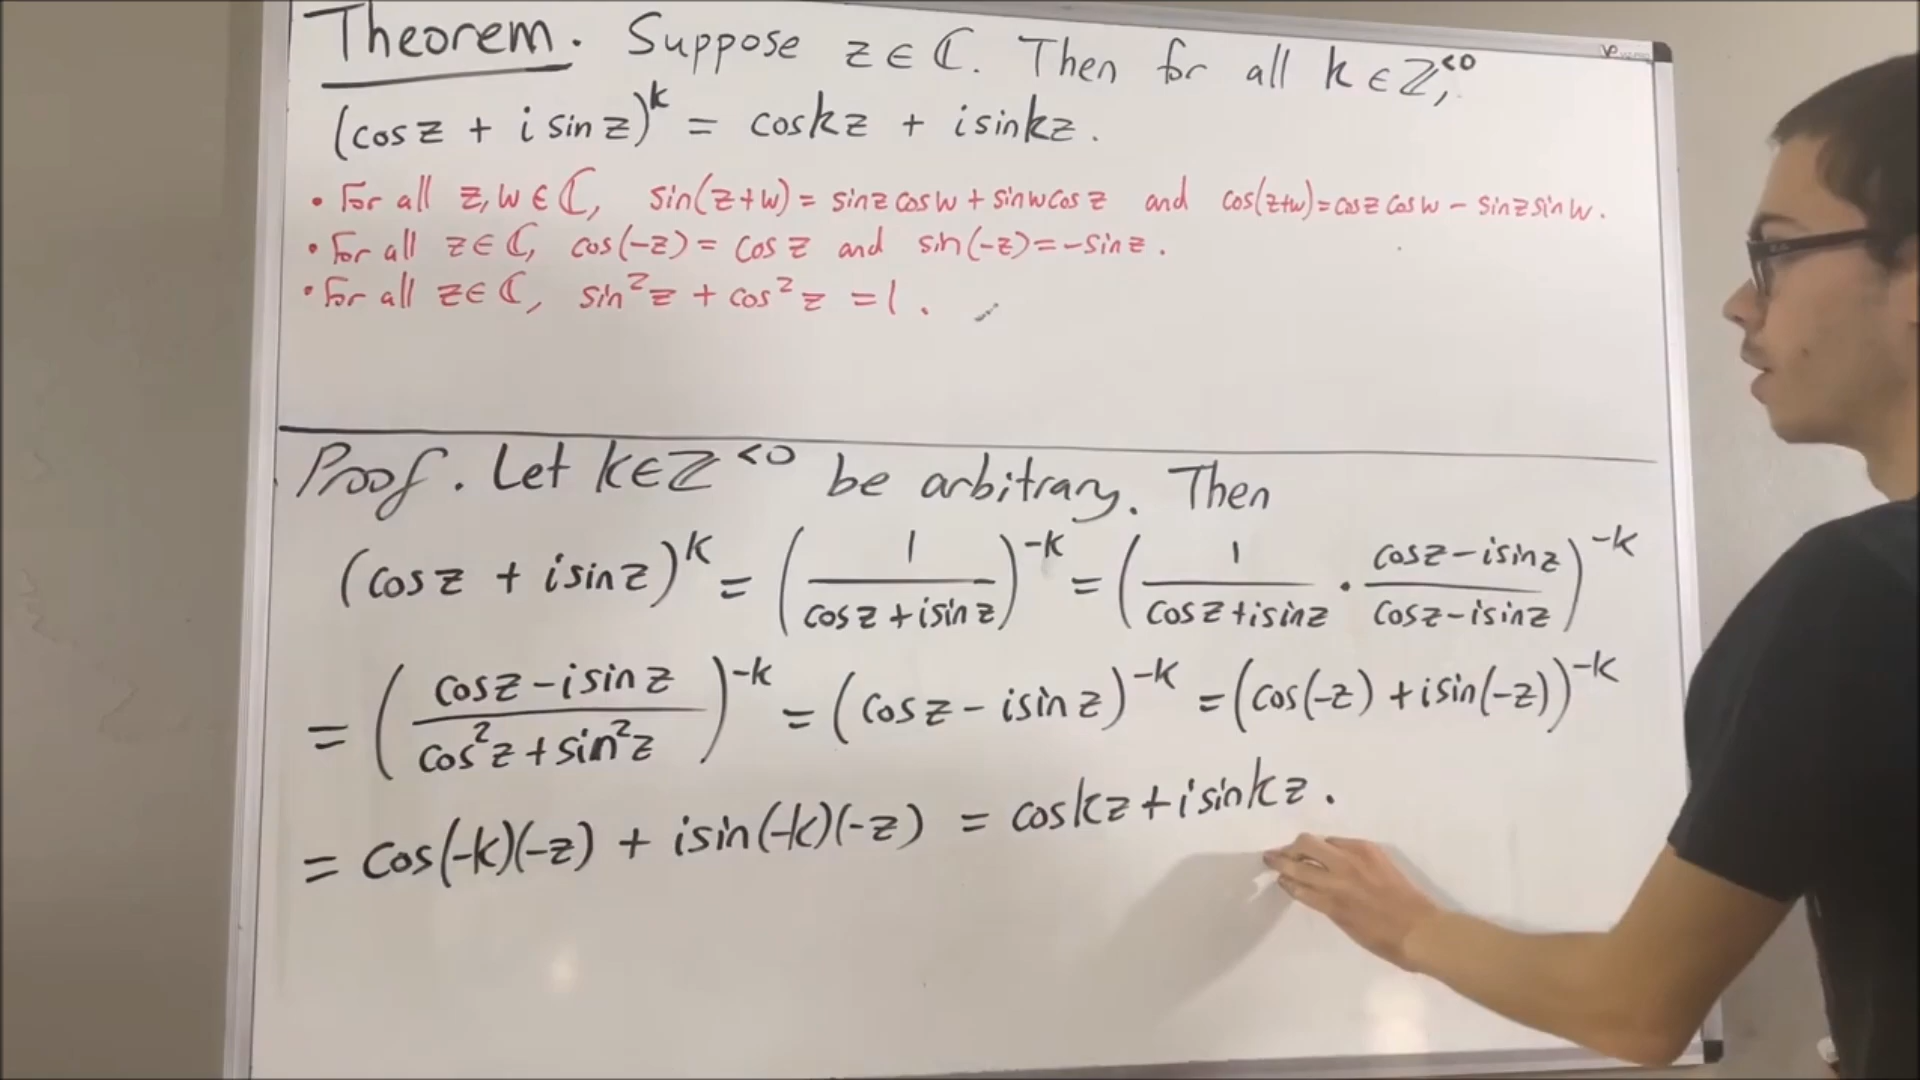 Theorem. Suppose z ∈ ℂ. Then for all k ∈ ℤ^{<0},
(cos z + i sin z)^k = cos kz + i sin kz.
• For all z, w ∈ ℂ, sin(z+w) = sin z cos w + sin w cos z and cos(z+w) = cos z cos w − sin z sin w.
• For all z ∈ ℂ, cos(−z) = cos z and sin(−z) = −sin z.
• For all z ∈ ℂ, sin²z + cos²z = 1.
Proof. Let k ∈ ℤ^{<0} be arbitrary. Then
(cos z + i sin z)^k = (1/(cos z + i sin z))^{−k} = (1/(cos z + i sin z) · (cos z − i sin z)/(cos z − i sin z))^{−k}
= ((cos z − i sin z)/(cos²z + sin²z))^{−k} = (cos z − i sin z)^{−k} = (cos(−z) + i sin(−z))^{−k}
= cos(−k)(−z) + i sin(−k)(−z) = cos kz + i sin kz.